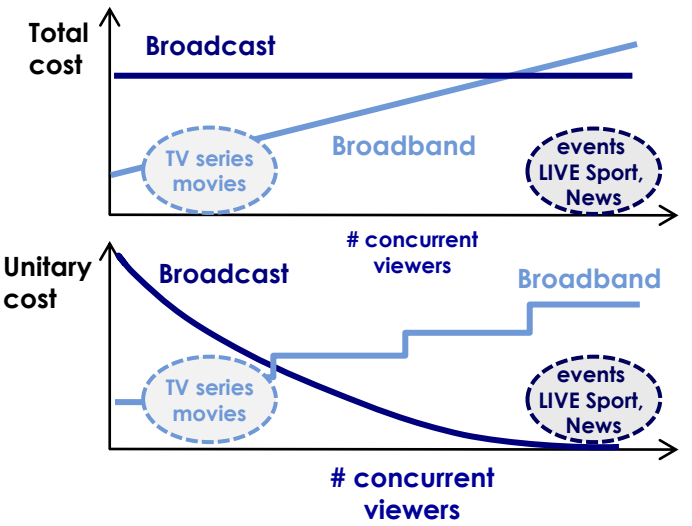 Total
cost
Broadcast
Broadband
TV series
movies
events
LIVE Sport,
News
# concurrent
viewers
Unitary
cost
Broadcast
Broadband
TV series
movies
events
LIVE Sport,
News
# concurrent
viewers